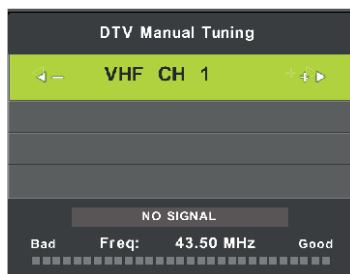 DTV Manual Tuning
− VHF CH 1 +
NO SIGNAL
Bad Freq: 43.50 MHz Good